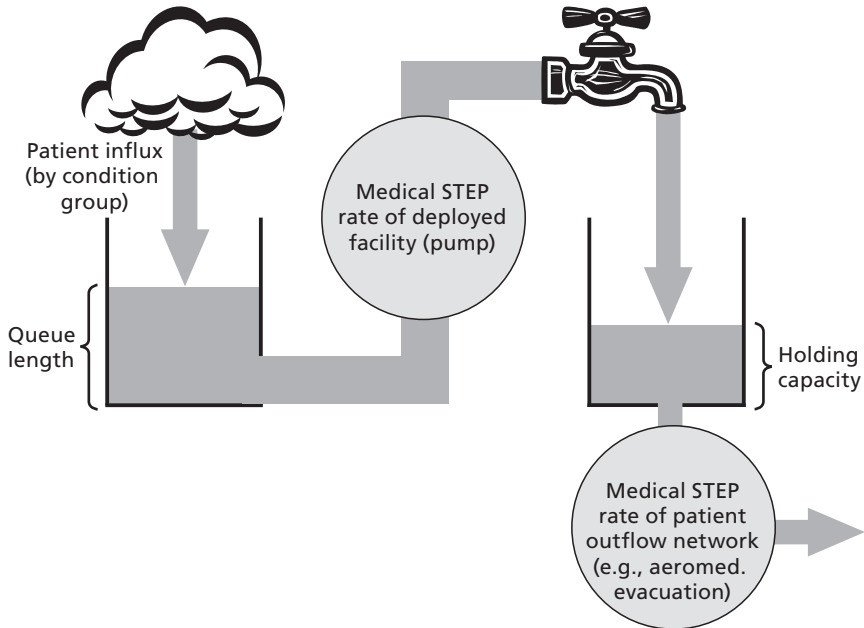 Patient influx
(by condition
group)
Medical STEP
rate of deployed
facility (pump)
Queue
length
Holding
capacity
Medical STEP
rate of patient
outflow network
(e.g., aeromed.
evacuation)